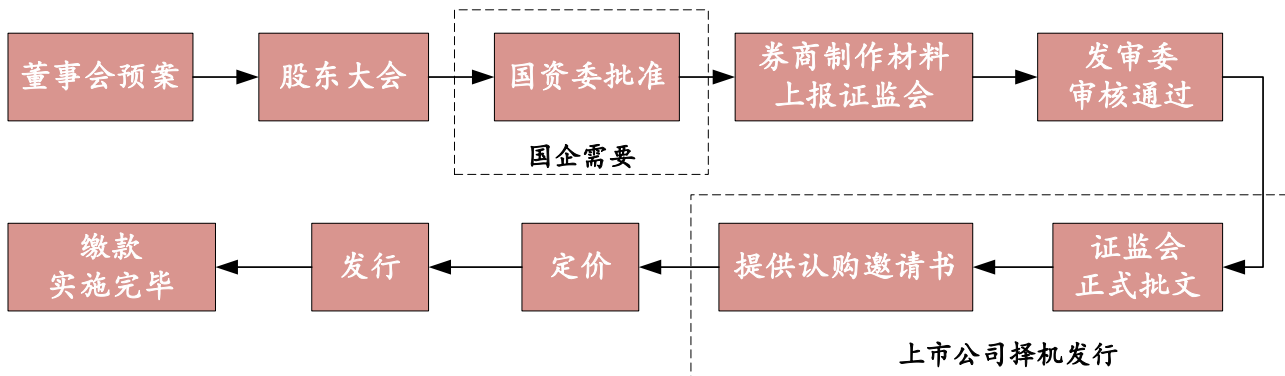 董事会预案
股东大会
国资委批准
国企需要
券商制作材料
上报证监会
发审委
审核通过
证监会
正式批文
提供认购邀请书
上市公司择机发行
定价
发行
缴款
实施完毕